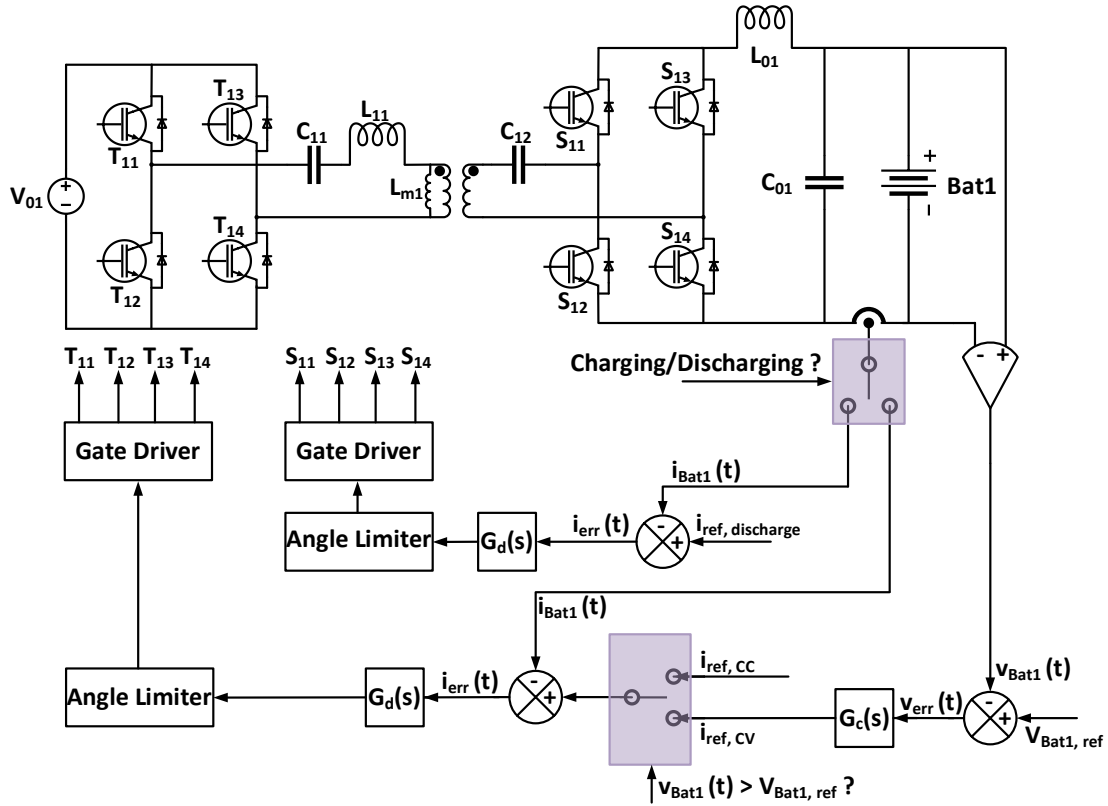 L01
T13
S13
T11
L11
C11
C12
S11
V01
Lm1
C01
+
Bat1
-
T14
S14
T12
S12
T11 T12 T13 T14
S11 S12 S13 S14
Charging/Discharging ?
- +
Gate Driver
Gate Driver
iBat1 (t)
Angle Limiter
Gd(s)
ierr (t)
-
+
iref, discharge
iBat1 (t)
iref, CC
vBat1 (t)
Angle Limiter
Gd(s)
ierr (t)
-
+
iref, CV
Gc(s)
verr (t)
-
+
VBat1, ref
vBat1 (t) > VBat1, ref ?